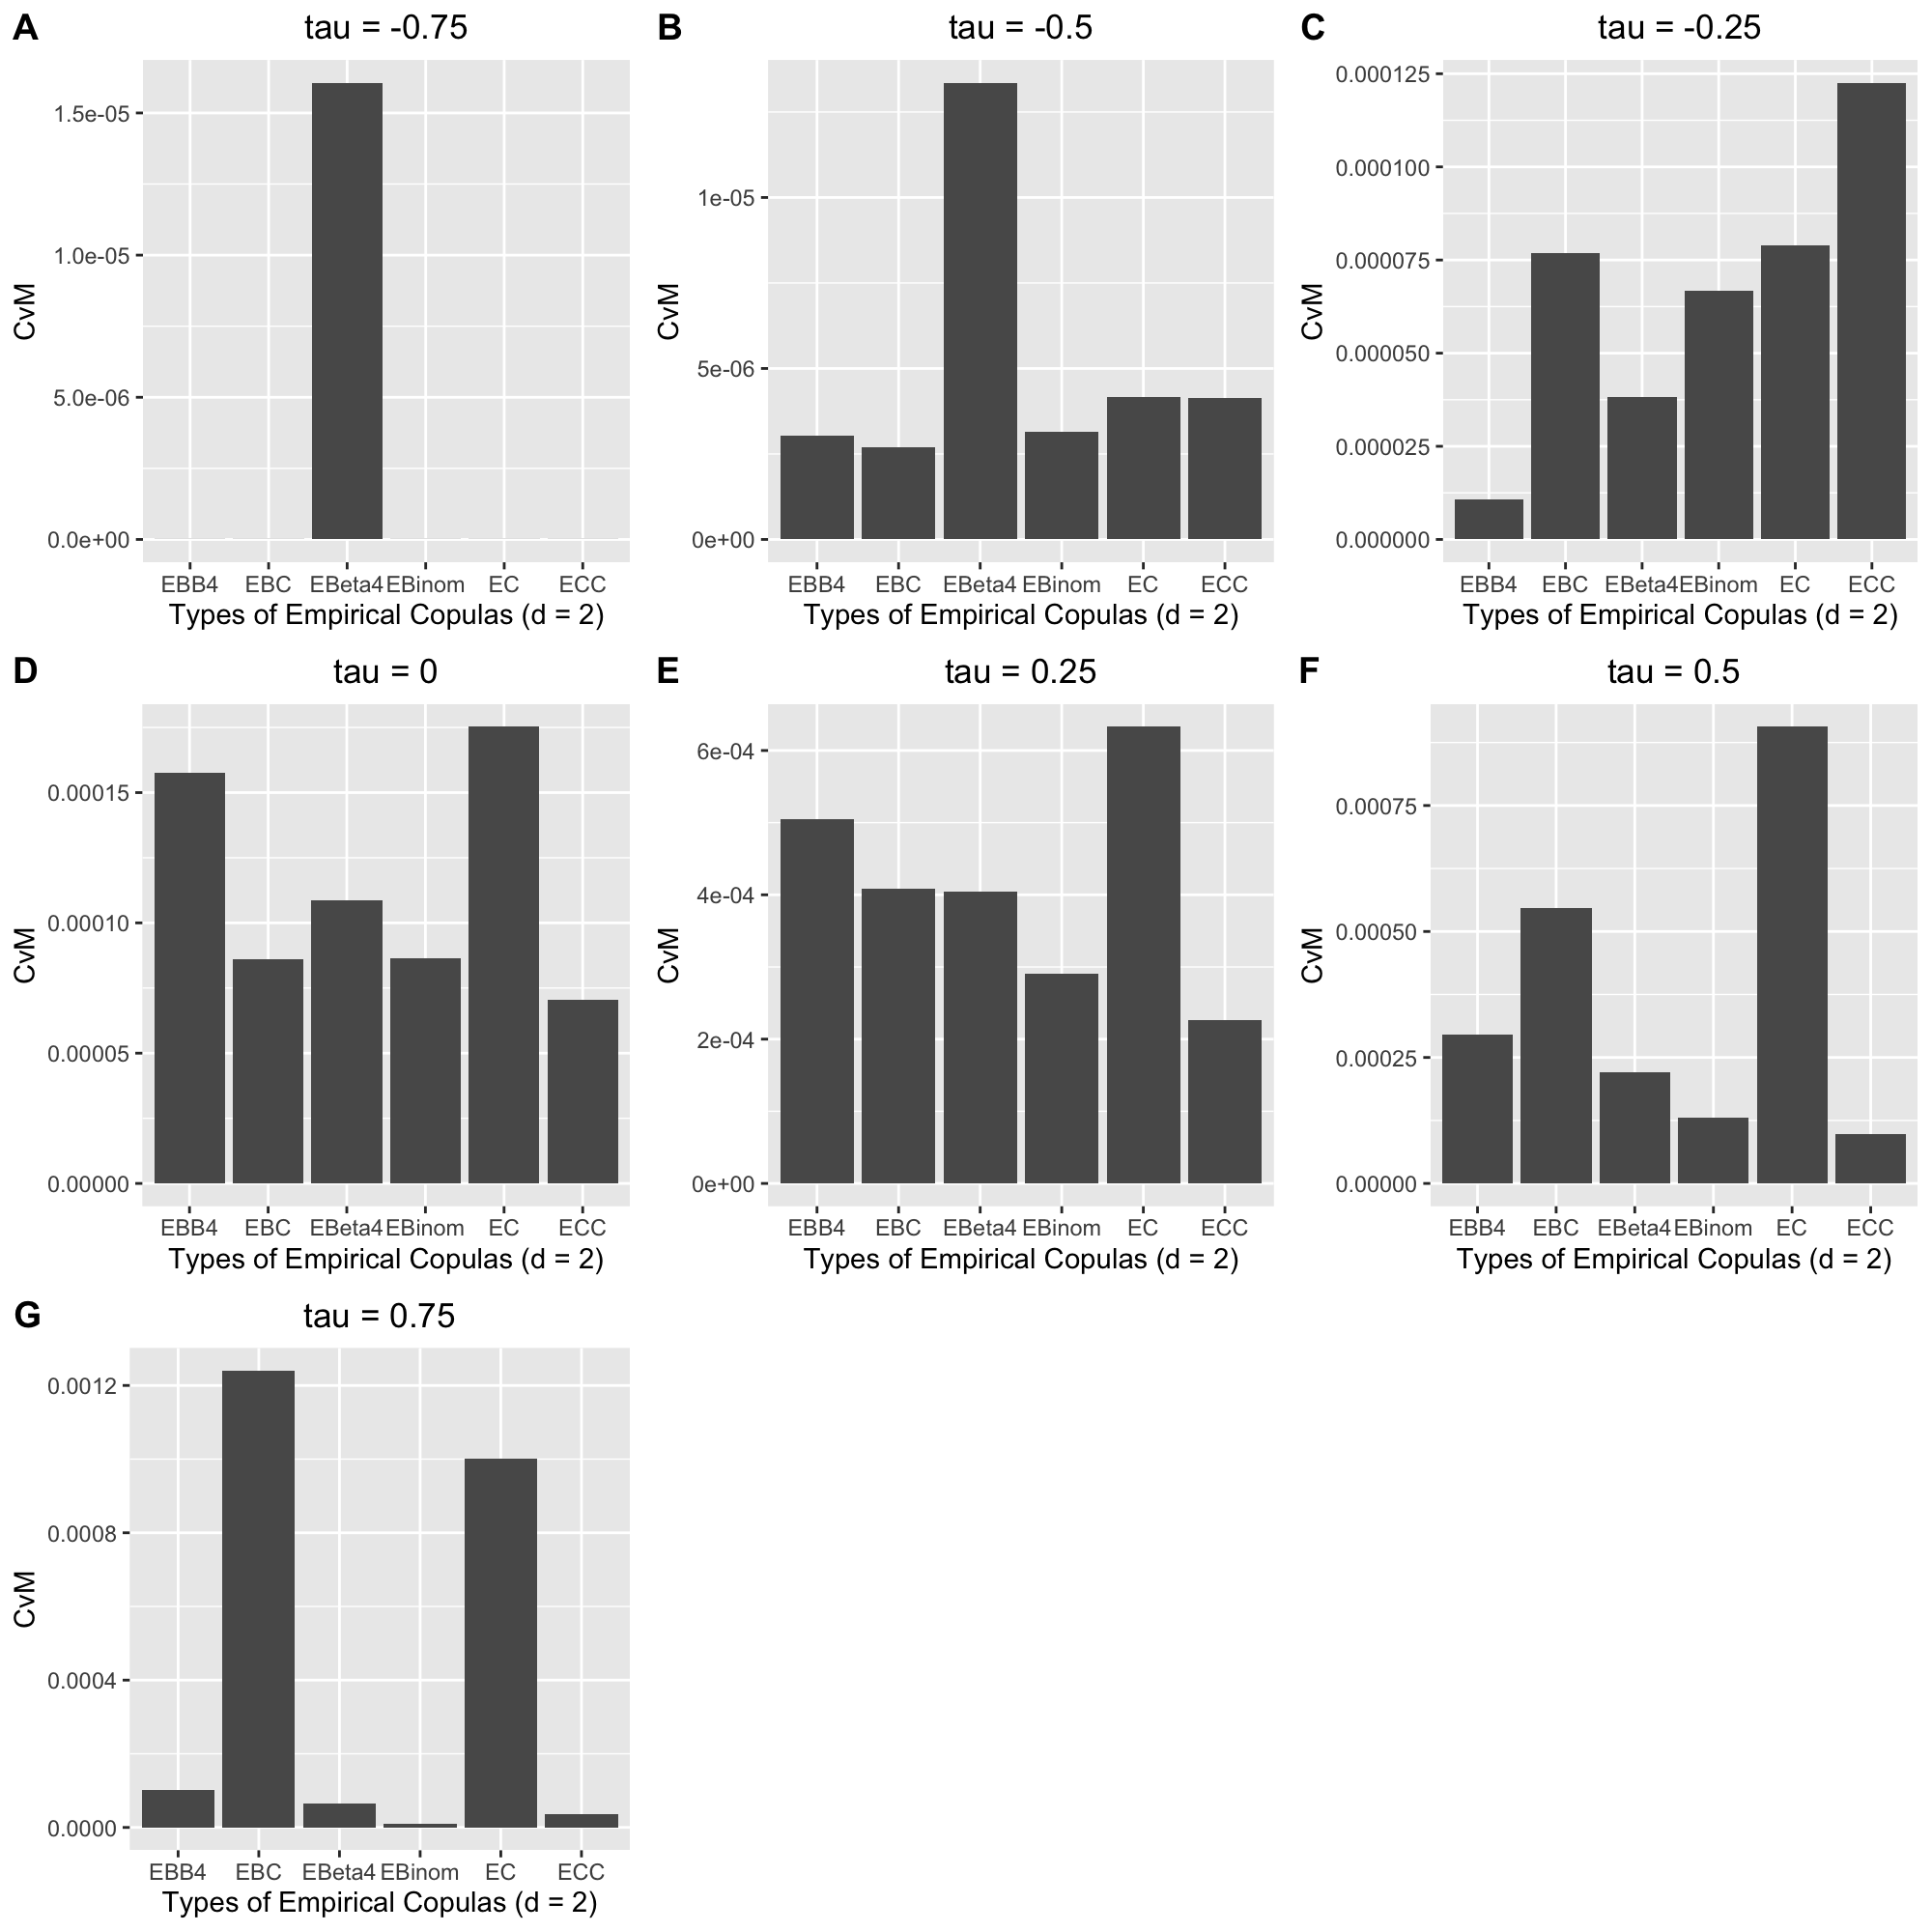 A
tau = -0.75
CvM
1.5e-05
1.0e-05
5.0e-06
0.0e+00
EBB4 EBC EBeta4 EBinom EC ECC
Types of Empirical Copulas (d = 2)
B
tau = -0.5
CvM
1e-05
5e-06
0e+00
EBB4 EBC EBeta4 EBinom EC ECC
Types of Empirical Copulas (d = 2)
C
tau = -0.25
CvM
0.000125
0.000100
0.000075
0.000050
0.000025
0.000000
EBB4 EBC EBeta4 EBinom EC ECC
Types of Empirical Copulas (d = 2)
D
tau = 0
CvM
0.00015
0.00010
0.00005
0.00000
EBB4 EBC EBeta4 EBinom EC ECC
Types of Empirical Copulas (d = 2)
E
tau = 0.25
CvM
6e-04
4e-04
2e-04
0e+00
EBB4 EBC EBeta4 EBinom EC ECC
Types of Empirical Copulas (d = 2)
F
tau = 0.5
CvM
0.00075
0.00050
0.00025
0.00000
EBB4 EBC EBeta4 EBinom EC ECC
Types of Empirical Copulas (d = 2)
G
tau = 0.75
CvM
0.0012
0.0008
0.0004
0.0000
EBB4 EBC EBeta4 EBinom EC ECC
Types of Empirical Copulas (d = 2)